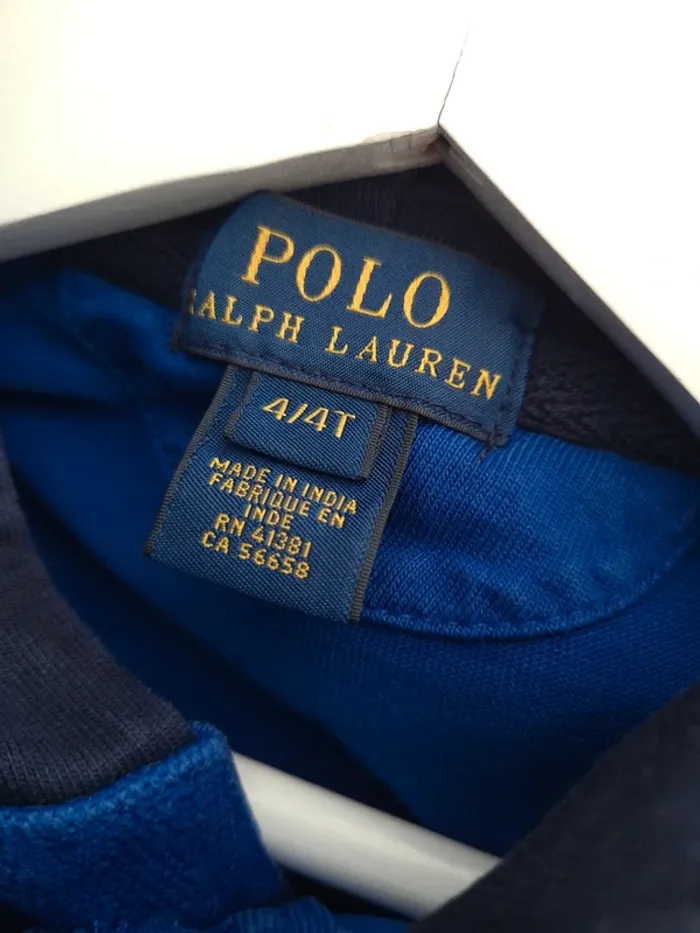 POLO
RALPH LAUREN
4/4T
MADE IN INDIA
FABRIQUE EN
INDE
RN 41381
CA 56658